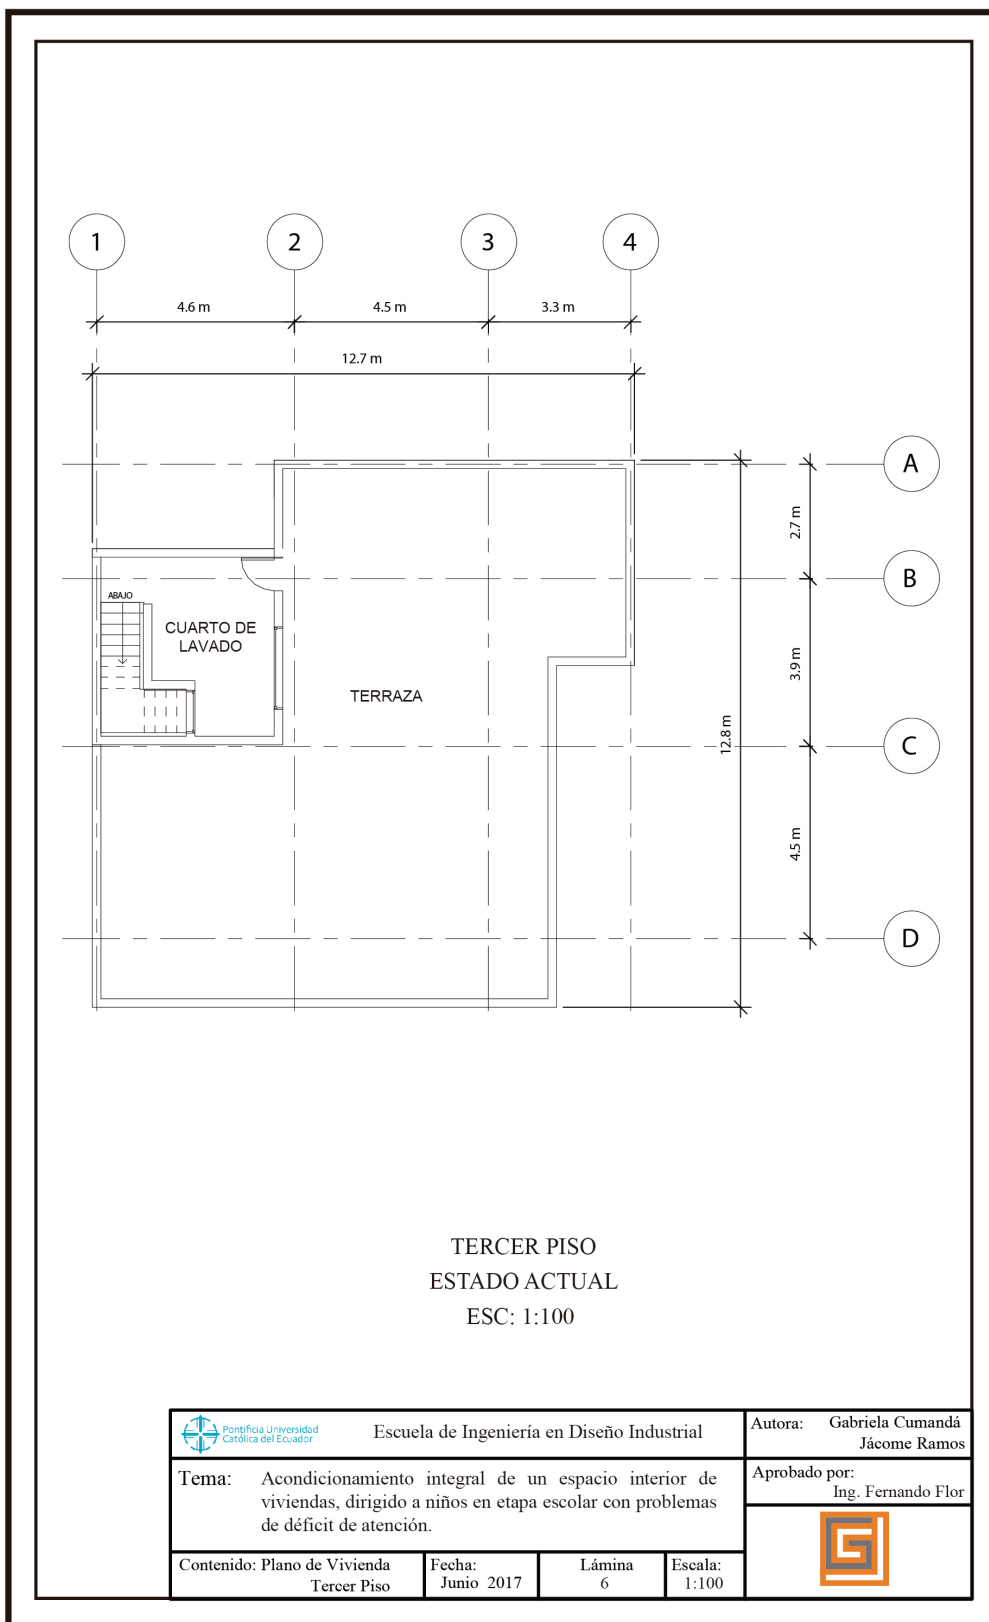 1 2 3 4
4.6 m 4.5 m 3.3 m
12.7 m
A
2.7 m
B
ABAJO
CUARTO DE
LAVADO
3.9 m
TERRAZA
12.8 m
C
4.5 m
D
TERCER PISO
ESTADO ACTUAL
ESC: 1:100
Pontificia Universidad
Católica del Ecuador
Escuela de Ingeniería en Diseño Industrial
Autora: Gabriela Cumandá
Jácome Ramos
Tema: Acondicionamiento integral de un espacio interior de
viviendas, dirigido a niños en etapa escolar con problemas
de déficit de atención.
Aprobado por:
Ing. Fernando Flor
Contenido: Plano de Vivienda
Tercer Piso
Fecha:
Junio 2017
Lámina
6
Escala:
1:100